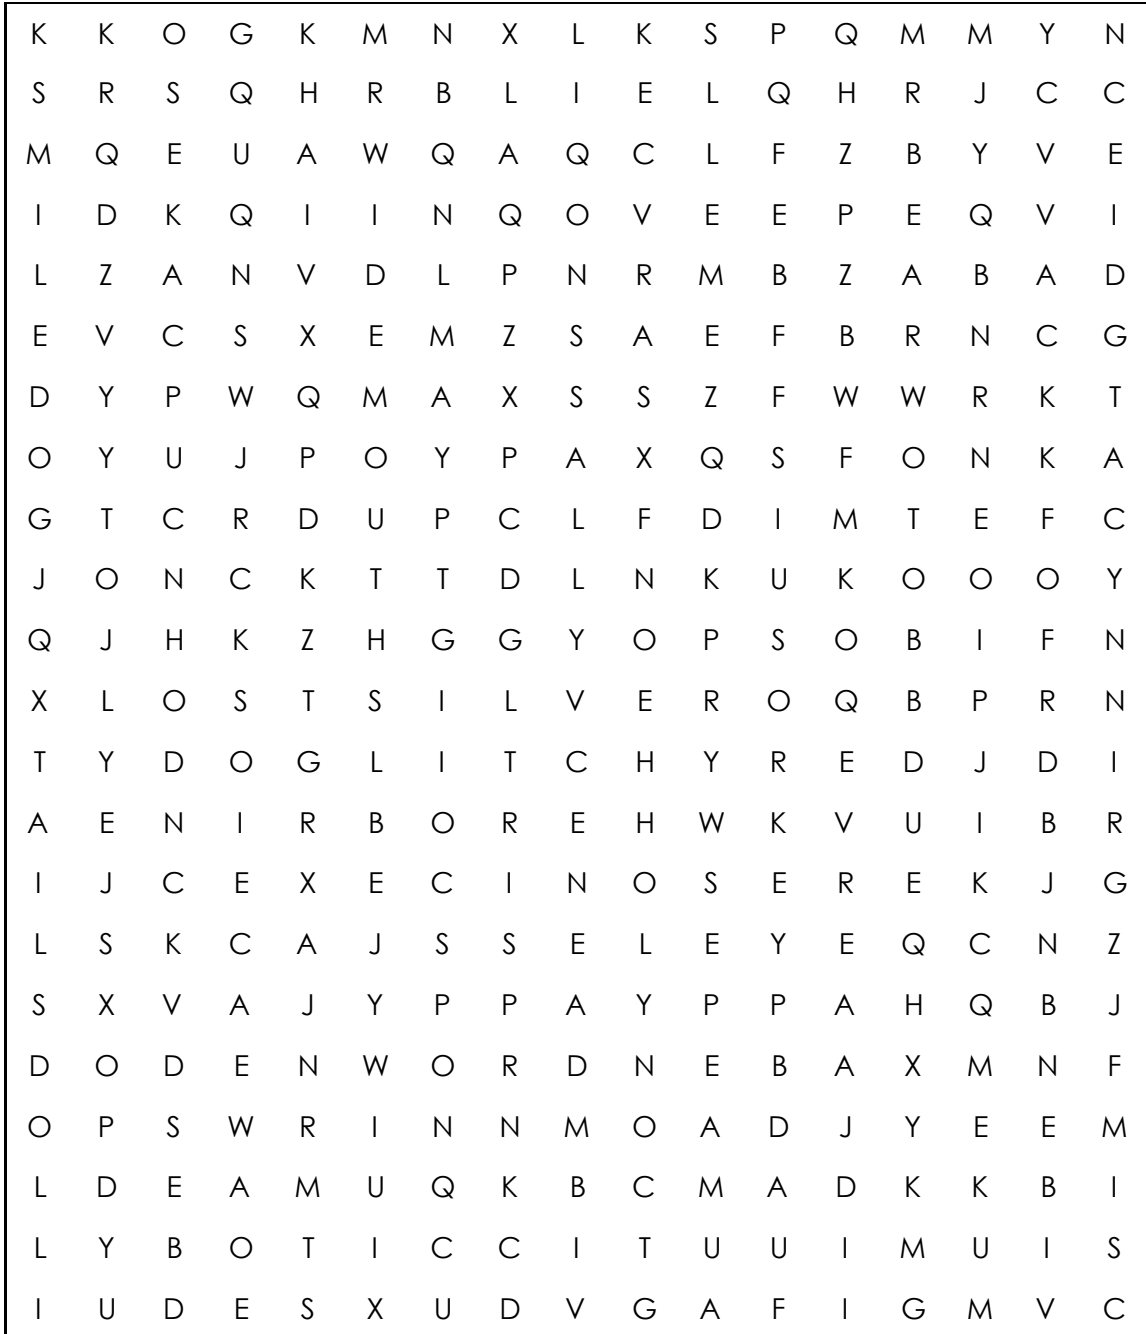 K K O G K M N X L K S P Q M M Y N
S R S Q H R B L I E L Q H R J C C
M Q E U A W Q A Q C L F Z B Y V E
I D K Q I I N Q O V E E P E Q V I
L Z A N V D L P N R M B Z A B A D
E V C S X E M Z S A E F B R N C G
D Y P W Q M A X S S Z F W W R K T
O Y U J P O Y P A X Q S F O N K A
G T C R D U P C L F D I M T E F C
J O N C K T T D L N K U K O O O Y
Q J H K Z H G G Y O P S O B I F N
X L O S T S I L V E R O Q B P R N
T Y D O G L I T C H Y R E D J D I
A E N I R B O R E H W K V U I B R
I J C E X E C I N O S E R E K J G
L S K C A J S S E L E Y E Q C N Z
S X V A J Y P P A Y P P A H Q B J
D O D E N W O R D N E B A X M N F
O P S W R I N N M O A D J Y E E M
L D E A M U Q K B C M A D K K B I
L Y B O T I C C I T U U I M U I S
I U D E S X U D V G A F I G M V C